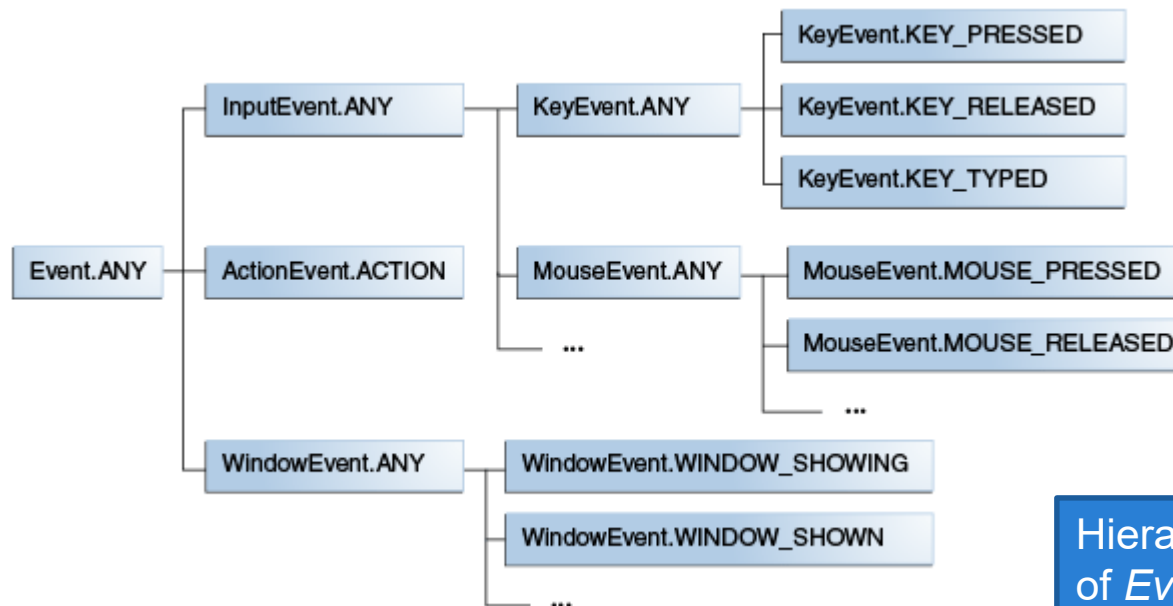 KeyEvent.KEY_PRESSED
InputEvent.ANY
KeyEvent.ANY
KeyEvent.KEY_RELEASED
KeyEvent.KEY_TYPED
Event.ANY
ActionEvent.ACTION
MouseEvent.ANY
MouseEvent.MOUSE_PRESSED
...
MouseEvent.MOUSE_RELEASED
...
WindowEvent.ANY
WindowEvent.WINDOW_SHOWING
WindowEvent.WINDOW_SHOWN
...
of